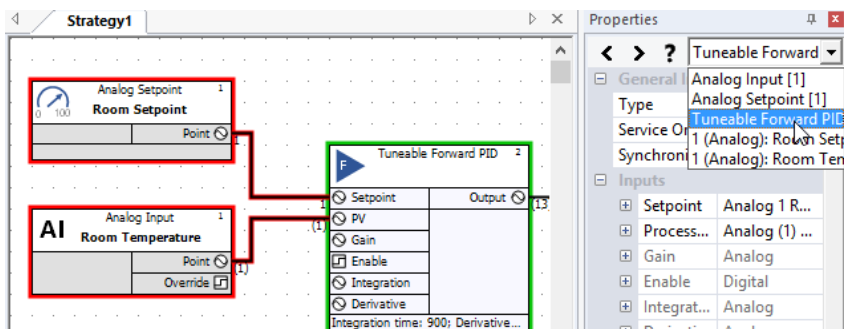 Strategy1
Analog Setpoint 1
0 100 Room Setpoint
Point
1
Analog Input 1
AI Room Temperature
Point
(1)
Override
Tuneable Forward PID 2
F
1 Setpoint Output (13)
(1) PV
Gain
Enable
Integration
Derivative
Integration time: 900; Derivative...
Properties
< > ? Tuneable Forward
General
Analog Input [1]
Analog Setpoint [1]
Type
Tuneable Forward PID
Service Or
1 (Analog): Room Setp
Synchroni
1 (Analog): Room Ten
Inputs
Setpoint Analog 1 R...
Process... Analog (1) ...
Gain Analog
Enable Digital
Integrat... Analog